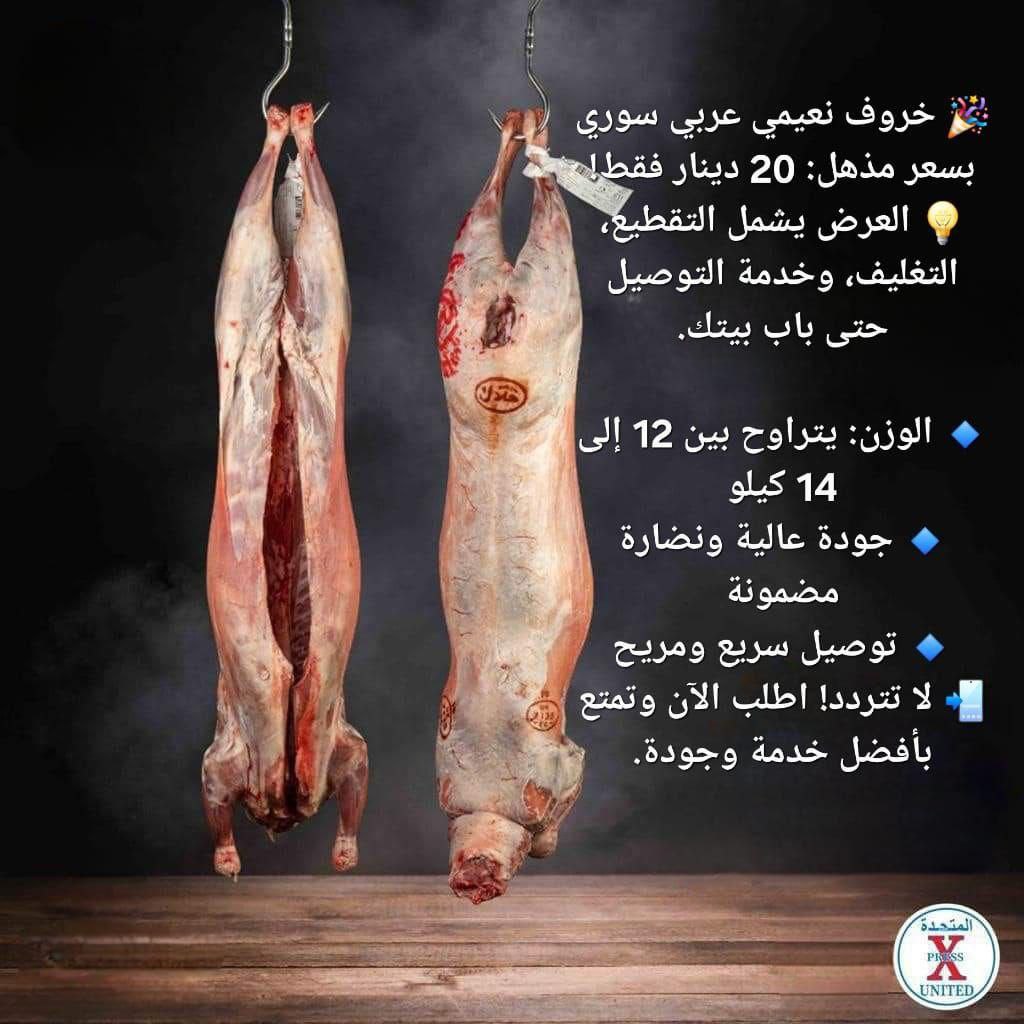 🎉 خروف نعيمي عربي سوري
بسعر مذهل: 20 دينار فقط!
💡 العرض يشمل التقطيع،
التغليف، وخدمة التوصيل
حتى باب بيتك.
🔹 الوزن: يتراوح بين 12 إلى
14 كيلو
🔹 جودة عالية ونضارة
مضمونة
🔹 توصيل سريع ومريح
📲 لا تتردد! اطلب الآن وتمتع
بأفضل خدمة وجودة.
حلال
المتحدة
X
PRESS
UNITED